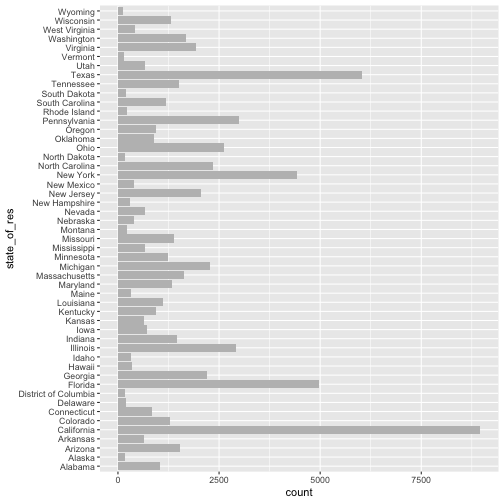 Wyoming
Wisconsin
West Virginia
Washington
Virginia
Vermont
Utah
Texas
Tennessee
South Dakota
South Carolina
Rhode Island
Pennsylvania
Oregon
Oklahoma
Ohio
North Dakota
North Carolina
New York
New Mexico
New Jersey
New Hampshire
Nevada
Nebraska
Montana
Missouri
Mississippi
Minnesota
Michigan
Massachusetts
Maryland
Maine
Louisiana
Kentucky
Kansas
Iowa
Indiana
Illinois
Idaho
Hawaii
Georgia
Florida
District of Columbia
Delaware
Connecticut
Colorado
California
Arkansas
Arizona
Alaska
Alabama
state_of_res
0 2500 5000 7500
count